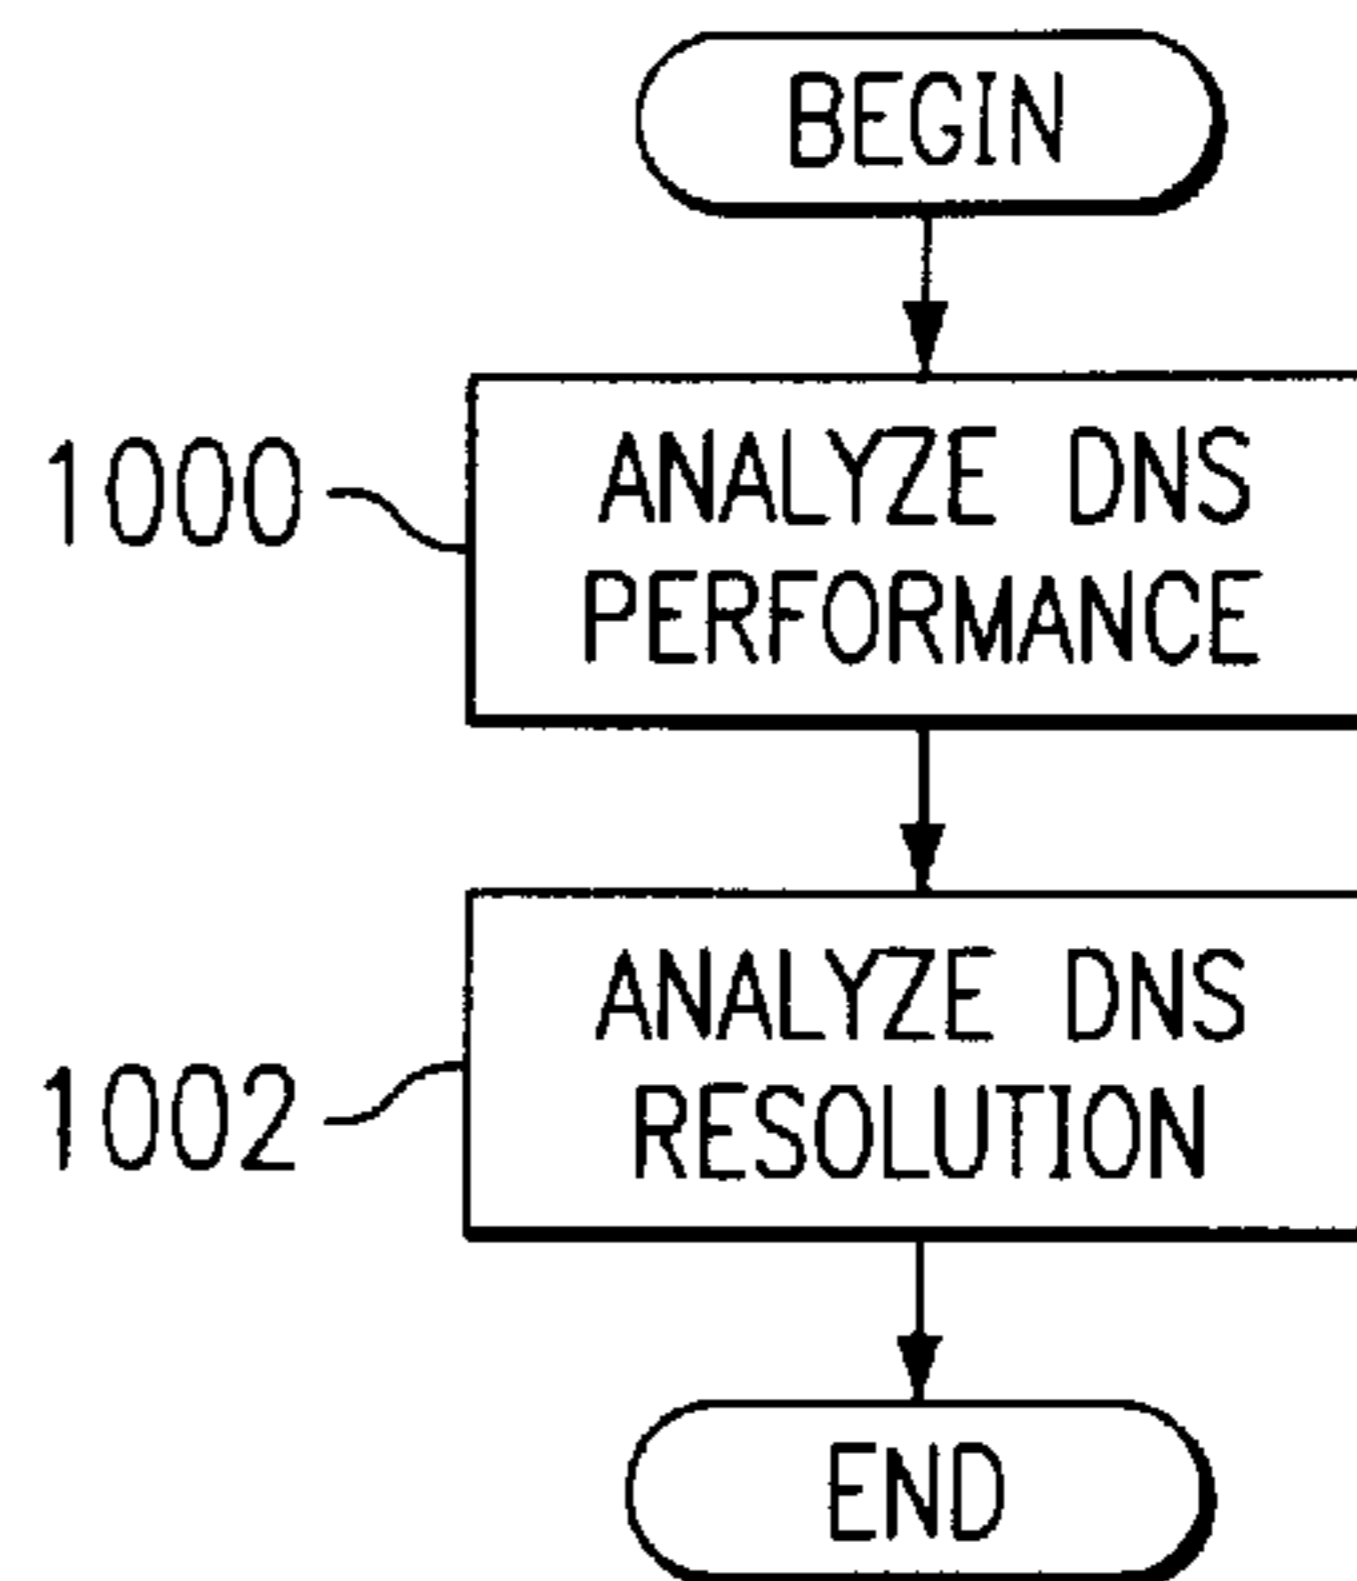 BEGIN
1000
ANALYZE DNS
PERFORMANCE
1002
ANALYZE DNS
RESOLUTION
END